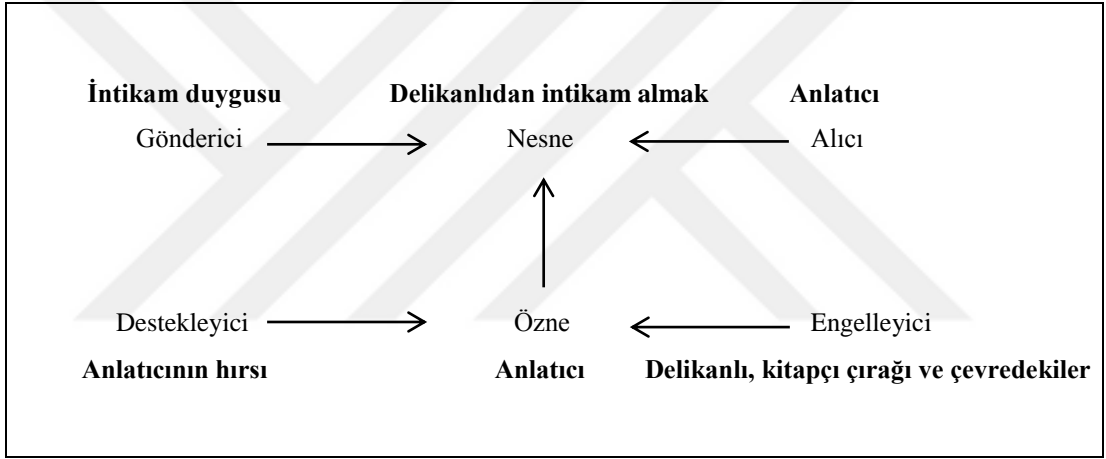 İntikam duygusu Delikanlıdan intikam almak Anlatıcı
Gönderici Nesne Alıcı
Destekleyici Özne Engelleyici
Anlatıcının hırsı Anlatıcı Delikanlı, kitapçı çırağı ve çevredekiler